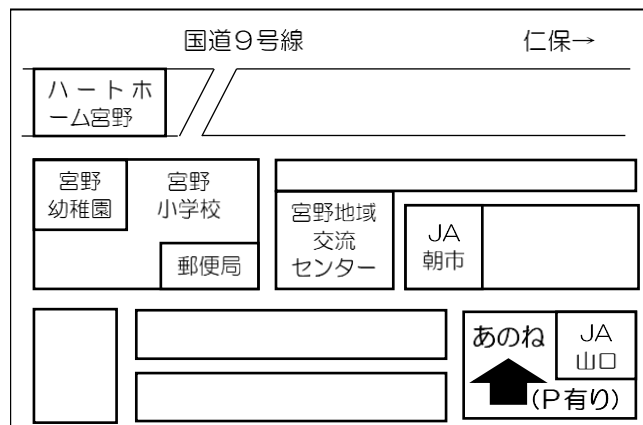 国道９号線
仁保→
ハートホ
ーム宮野
宮野
幼稚園
宮野
小学校
郵便局
宮野地域
交流
センター
JA
朝市
あのね
JA
山口
(P有り)